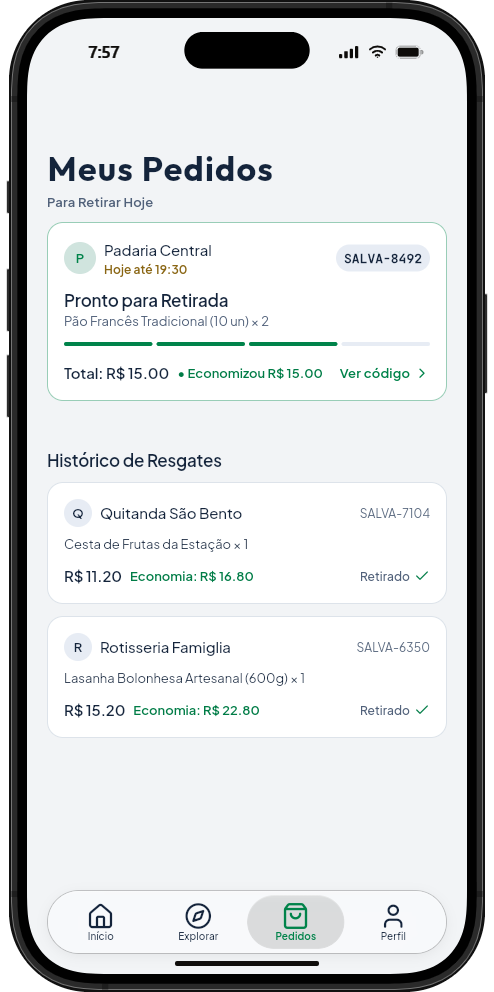 7:57
Meus Pedidos
Para Retirar Hoje
P Padaria Central SALVA-8492
Hoje até 19:30
Pronto para Retirada
Pão Francês Tradicional (10 un) × 2
Total: R$ 15.00 • Economizou R$ 15.00 Ver código
Histórico de Resgates
Q Quitanda São Bento SALVA-7104
Cesta de Frutas da Estação × 1
R$ 11.20 Economia: R$ 16.80 Retirado
R Rotisseria Famiglia SALVA-6350
Lasanha Bolonhesa Artesanal (600g) × 1
R$ 15.20 Economia: R$ 22.80 Retirado
Início Explorar Pedidos Perfil